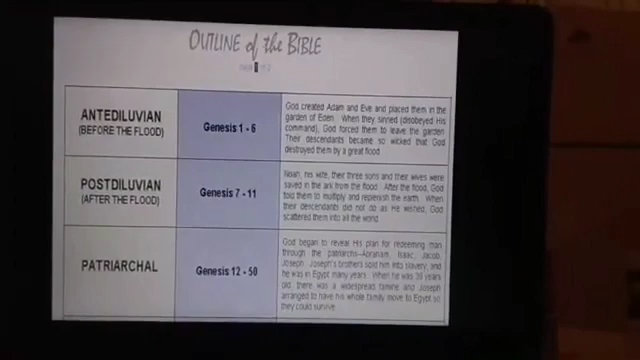 OUTLINE of the BIBLE
ANTEDILUVIAN
(BEFORE THE FLOOD)
Genesis 1 - 6
God created Adam and Eve and placed them in the
garden of Eden. When they sinned (disobeyed His
command), God forced them to leave the garden.
Their descendants became so wicked that God
destroyed them by a great flood.
POSTDILUVIAN
(AFTER THE FLOOD)
Genesis 7 - 11
Noah, his wife, their three sons and their wives were
saved in the ark from the flood. After the flood, God
told them to multiply and replenish the earth. When
their descendants did not do as He wished, God
scattered them into all the world.
PATRIARCHAL
Genesis 12 - 50
God began to reveal His plan for redeeming man
through the patriarchs--Abraham, Isaac, Jacob,
Joseph. Joseph's brothers sold him into slavery, and
he was in Egypt many years. When he was 39 years
old, there was a widespread famine and Joseph
arranged to have his whole family move to Egypt so
they could survive.